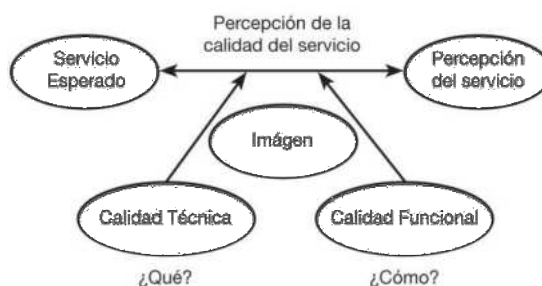 Percepción de la
calidad del servicio
Servicio
Esperado
Percepción
del servicio
Imágen
Calidad Técnica
Calidad Funcional
¿Qué?
¿Cómo?